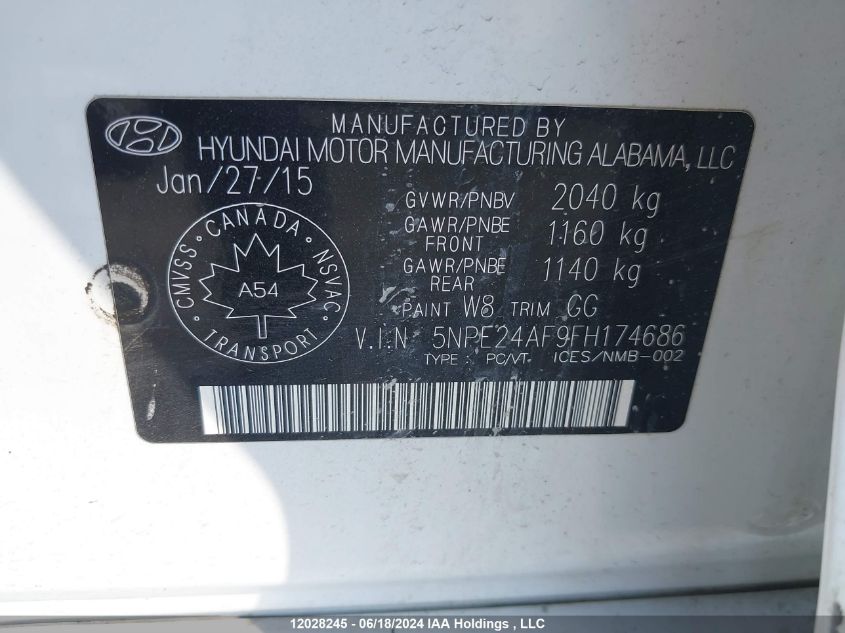 MANUFACTURED BY
HYUNDAI MOTOR MANUFACTURING ALABAMA, LLC
Jan/27/15
GVWR/PNBV 2040 kg
GAWR/PNBE FRONT 1160 kg
GAWR/PNBE REAR 1140 kg
PAINT W8 TRIM GG
V.I.N 5NPE24AF9FH174686
TYPE : PC/VT ICES/NMB-002
CMVSS • CANADA • NSVAC • TRANSPORT •
A54
12028245 - 06/18/2024 IAA Holdings , LLC